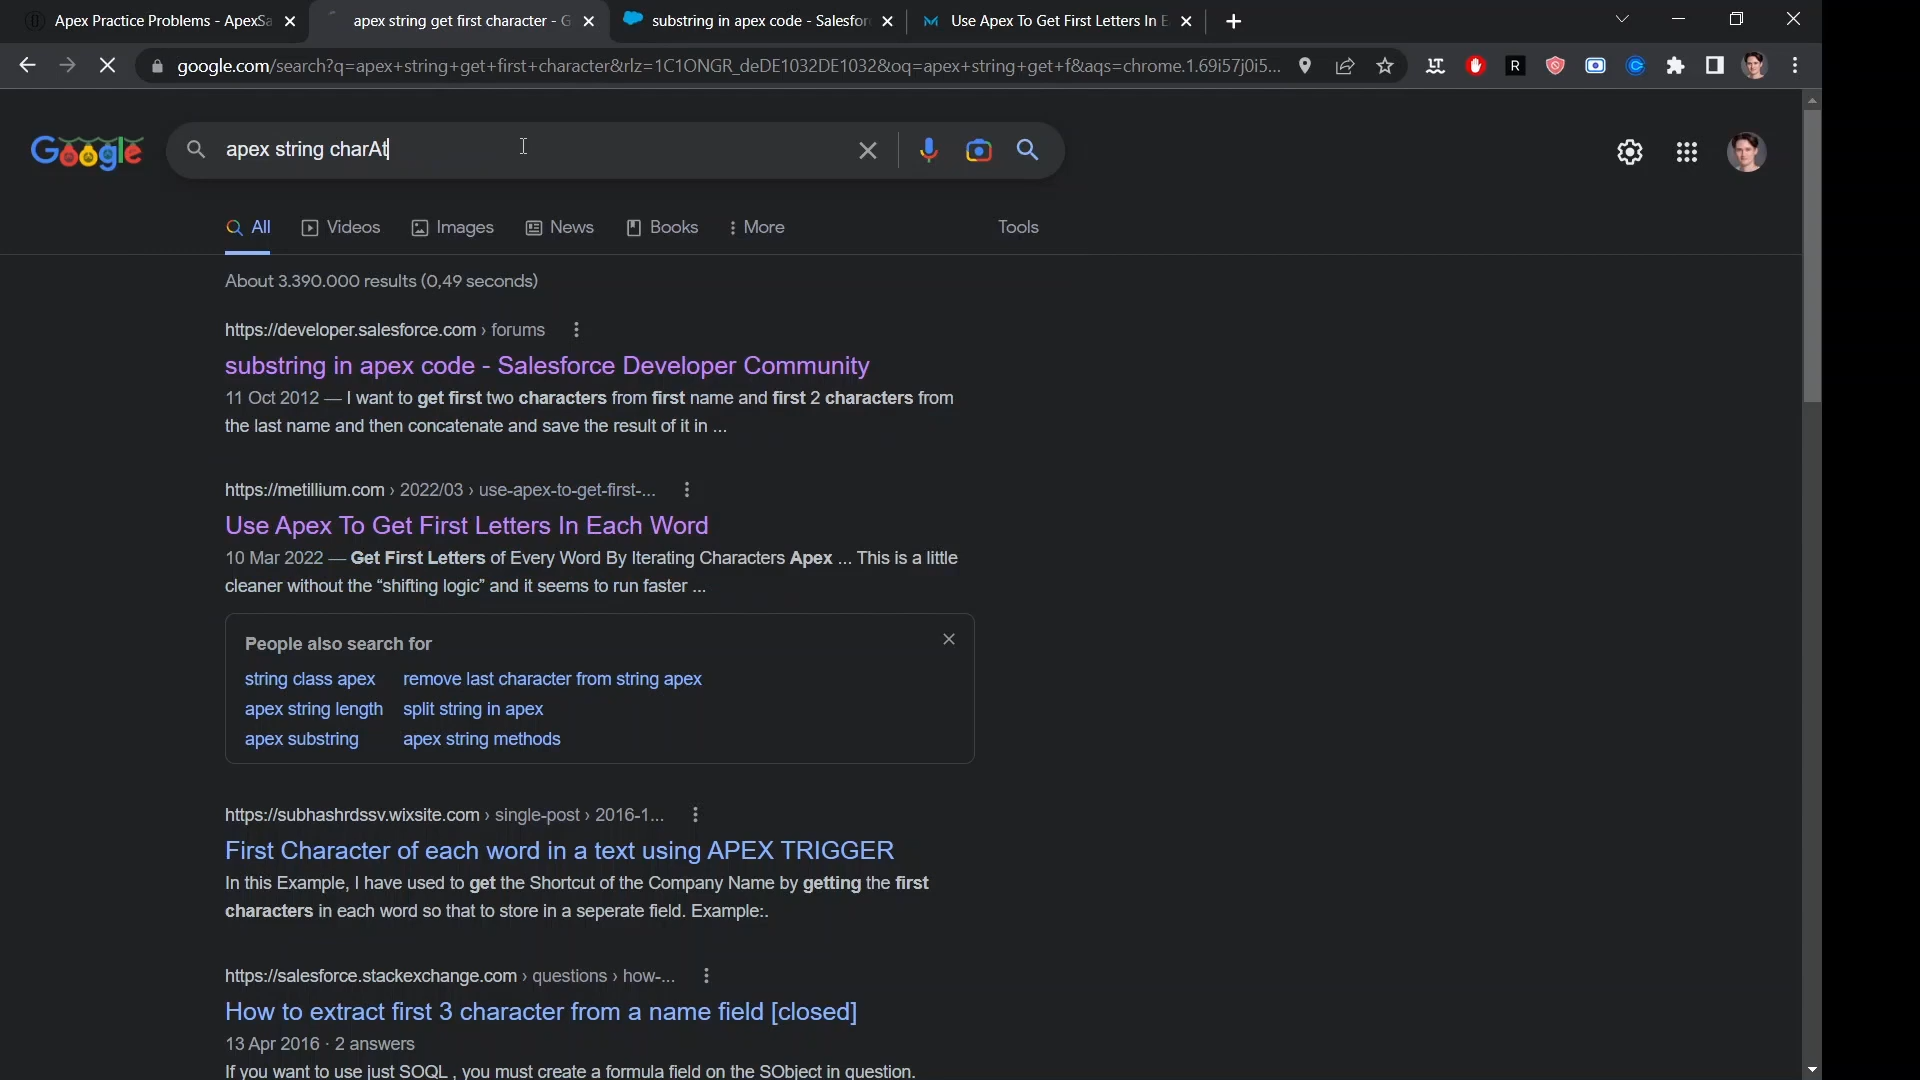 Apex Practice Problems - ApexSa
apex string get first character - G
substring in apex code - Salesfor
Use Apex To Get First Letters In E
google.com/search?q=apex+string+get+first+character&rlz=1C1ONGR_deDE1032DE1032&oq=apex+string+get+f&aqs=chrome.1.69i57j0i5...
R
Google
apex string charAt
All
Videos
Images
News
Books
More
Tools
About 3.390.000 results (0,49 seconds)
https://developer.salesforce.com › forums
substring in apex code - Salesforce Developer Community
11 Oct 2012 — I want to get first two characters from first name and first 2 characters from
the last name and then concatenate and save the result of it in ...
https://metillium.com › 2022/03 › use-apex-to-get-first-...
Use Apex To Get First Letters In Each Word
10 Mar 2022 — Get First Letters of Every Word By Iterating Characters Apex ... This is a little
cleaner without the “shifting logic” and it seems to run faster ...
People also search for
string class apex
remove last character from string apex
apex string length
split string in apex
apex substring
apex string methods
https://subhashrdssv.wixsite.com › single-post › 2016-1...
First Character of each word in a text using APEX TRIGGER
In this Example, I have used to get the Shortcut of the Company Name by getting the first
characters in each word so that to store in a seperate field. Example:.
https://salesforce.stackexchange.com › questions › how-...
How to extract first 3 character from a name field [closed]
13 Apr 2016 · 2 answers
If you want to use just SOQL , you must create a formula field on the SObject in question.